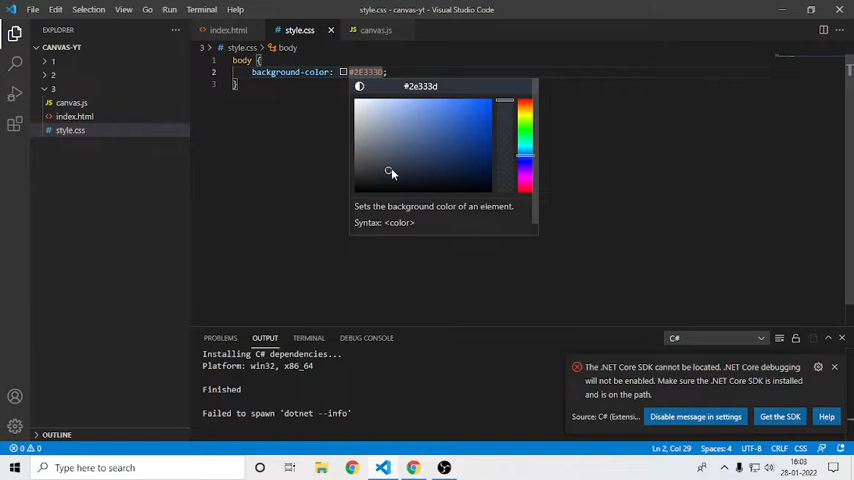 File Edit Selection View Go Run Terminal Help
style.css - canvas-yt - Visual Studio Code
EXPLORER
CANVAS-YT
1
2
3
canvas.js
index.html
# style.css
OUTLINE
index.html
# style.css
canvas.js
3 > # style.css > body
1 body {
2 background-color: #2E333D;
3 }
#2e333d
Sets the background color of an element.
Syntax: <color>
PROBLEMS OUTPUT TERMINAL DEBUG CONSOLE
C#
Installing C# dependencies...
Platform: win32, x86_64
Finished
Failed to spawn 'dotnet --info'
The .NET Core SDK cannot be located. .NET Core debugging
will not be enabled. Make sure the .NET Core SDK is installed
and is on the path.
Source: C# (Extensi...
Disable message in settings
Get the SDK
Help
0 0
Ln 2, Col 29 Spaces: 4 UTF-8 CRLF CSS
Type here to search
16:03
28-01-2022